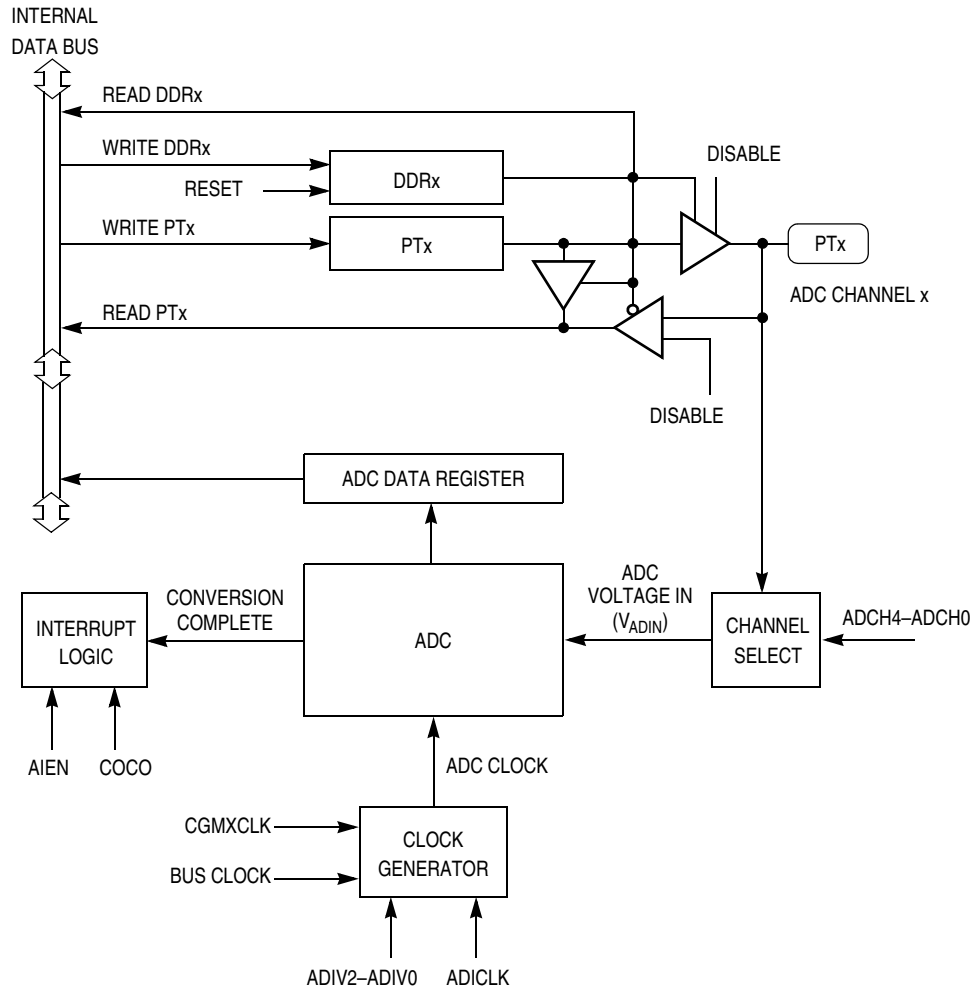 INTERNAL
DATA BUS
READ DDRx
WRITE DDRx
DISABLE
DDRx
RESET
WRITE PTx
PTx
PTx
ADC CHANNEL x
READ PTx
DISABLE
ADC DATA REGISTER
ADC
VOLTAGE IN
(VADIN)
CONVERSION
COMPLETE
INTERRUPT
LOGIC
ADC
CHANNEL
SELECT
ADCH4–ADCH0
AIEN
COCO
ADC CLOCK
CGMXCLK
CLOCK
GENERATOR
BUS CLOCK
ADIV2–ADIV0
ADICLK